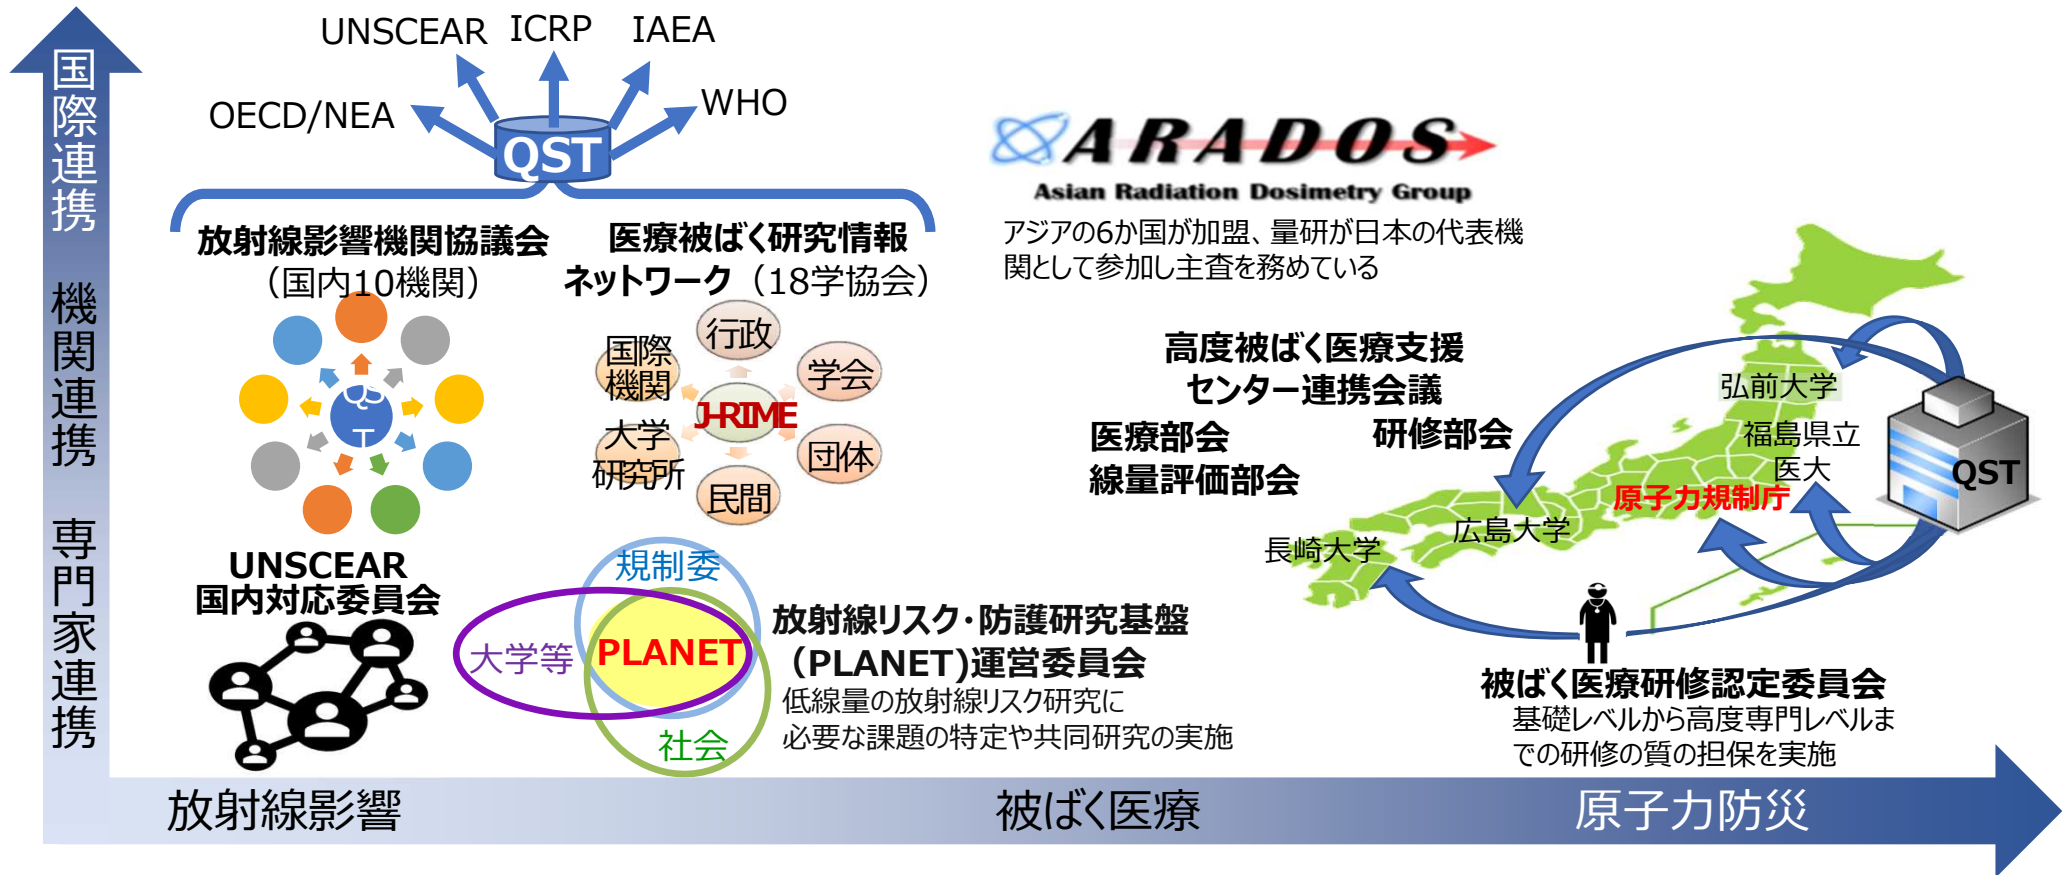 国際連携 機関連携 専門家連携
UNSCEAR
ICRP
IAEA
OECD/NEA
WHO
QST
放射線影響機関協議会
（国内10機関）
QS
T
医療被ばく研究情報
ネットワーク（18学協会）
行政
国際
機関
学会
J-RIME
大学
研究所
団体
民間
ARADOS
Asian Radiation Dosimetry Group
アジアの6か国が加盟、量研が日本の代表機
関として参加し主査を務めている
高度被ばく医療支援
センター連携会議
医療部会
研修部会
線量評価部会
弘前大学
福島県立
医大
QST
原子力規制庁
広島大学
長崎大学
UNSCEAR
国内対応委員会
規制委
大学等
PLANET
社会
放射線リスク・防護研究基盤
（PLANET)運営委員会
低線量の放射線リスク研究に
必要な課題の特定や共同研究の実施
被ばく医療研修認定委員会
基礎レベルから高度専門レベルま
での研修の質の担保を実施
放射線影響
被ばく医療
原子力防災